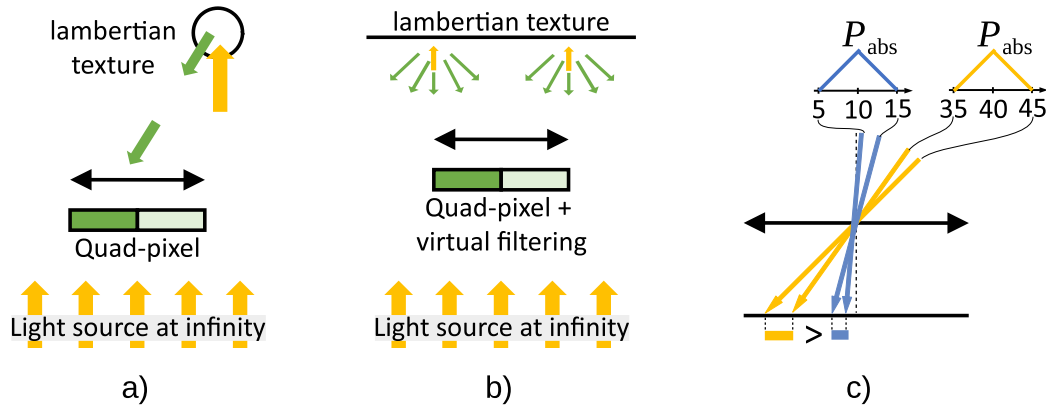 lambertian
texture
Quad-pixel
Light source at infinity
a)
lambertian texture
Quad-pixel +
virtual filtering
Light source at infinity
b)
Pabs Pabs
5 10 15 35 40 45
>
c)